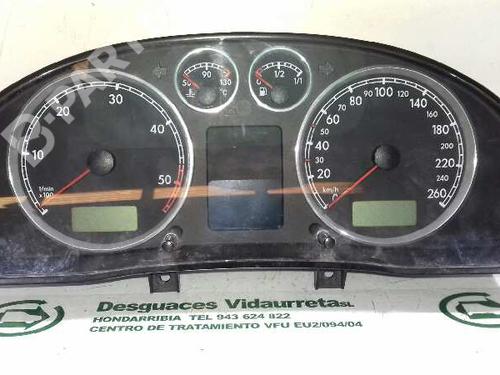 50 90 130 °C
0 1/2 1/1
10 20 30 40 50
1/min
x100
0 20 40 60 80 100 120 140 160 180 200 220 240 260
km/h
B-PARTS
Desguaces Vidaurreta SL
HONDARRIBIA TEL 943 624 822
CENTRO DE TRATAMIENTO VFU EU2/094/04